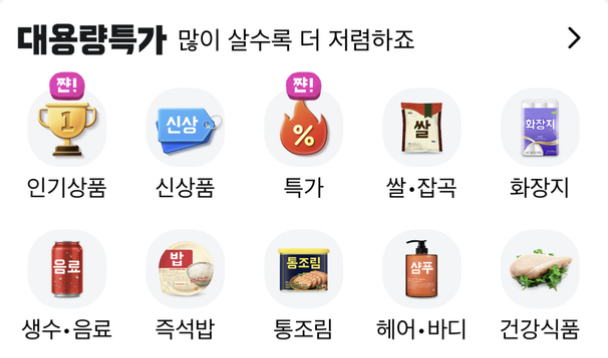 대용량특가 많이 살수록 더 저렴하죠
쨘! 쨘!
1 신상 % 쌀 화장지
인기상품 신상품 특가 쌀•잡곡 화장지
음료 밥 통조림 샴푸
생수•음료 즉석밥 통조림 헤어•바디 건강식품